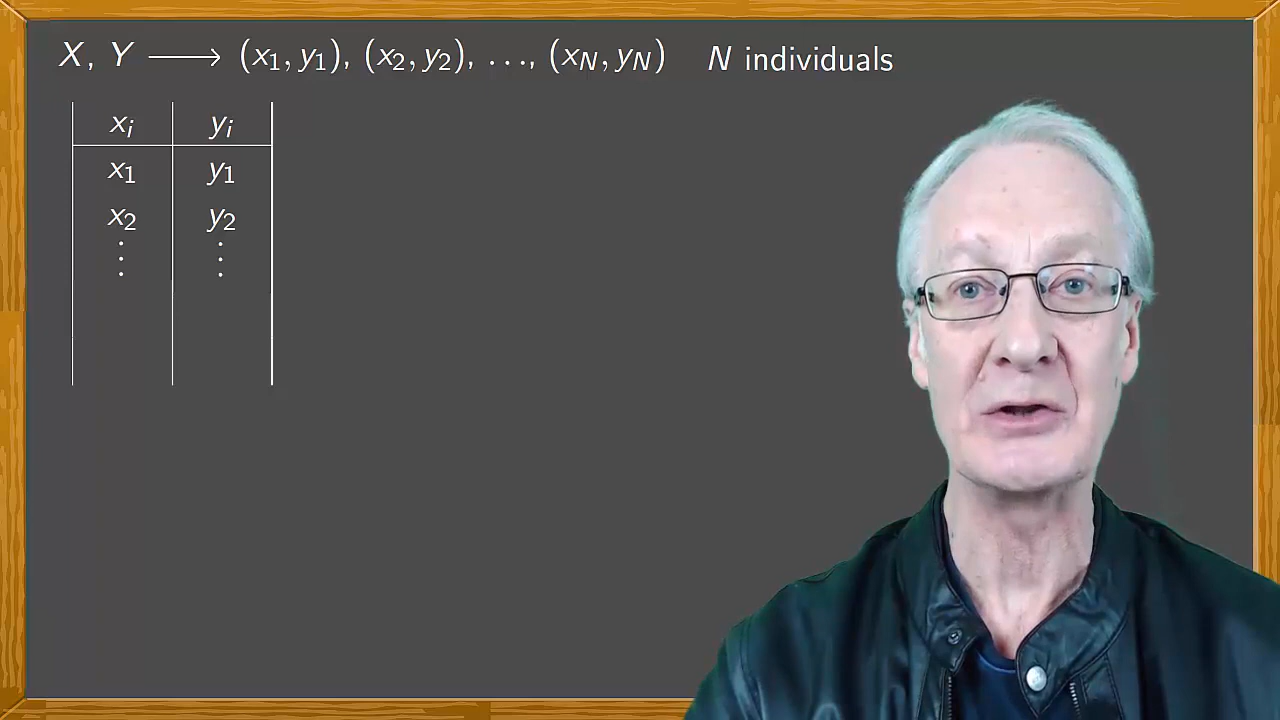 X, Y ⟶ (x₁, y₁), (x₂, y₂), …, (x_N, y_N) N individuals
xᵢ yᵢ
x₁ y₁
x₂ y₂
⋮ ⋮